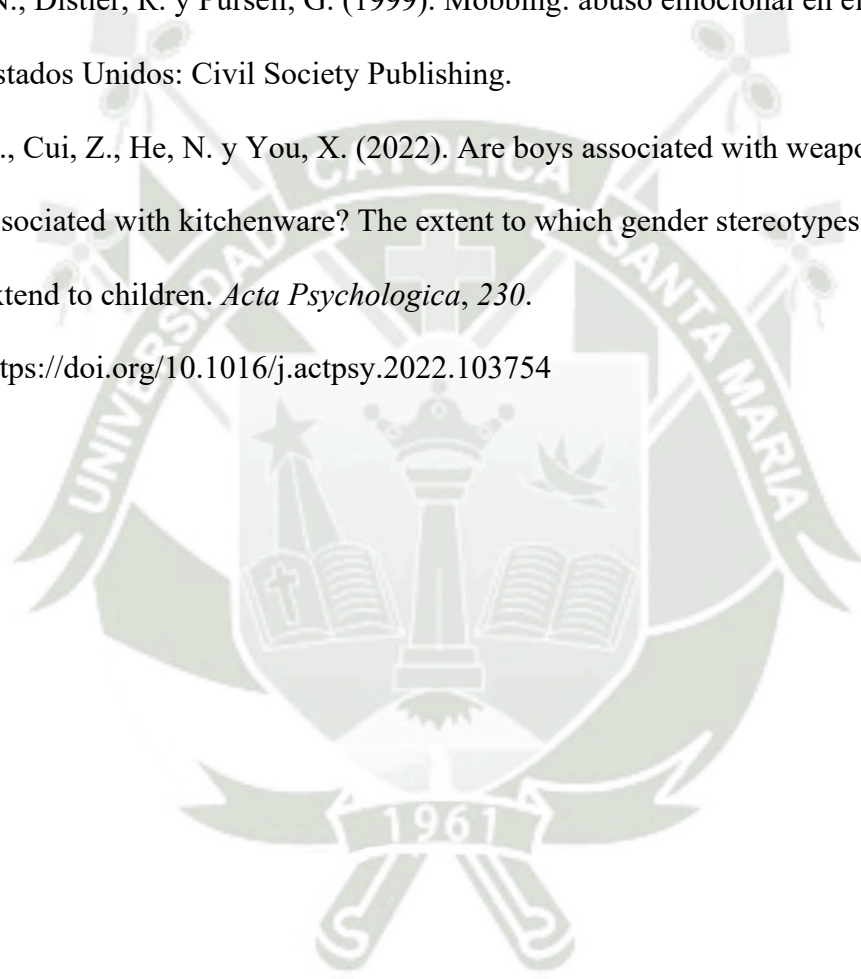 N., Distler, R. y Pursell, G. (1999). Mobbing: abuso emocional en el
stados Unidos: Civil Society Publishing.
., Cui, Z., He, N. y You, X. (2022). Are boys associated with weapo
sociated with kitchenware? The extent to which gender stereotypes
xtend to children. Acta Psychologica, 230.
tps://doi.org/10.1016/j.actpsy.2022.103754
UNIVERSIDAD CATOLICA SANTA MARIA
1961